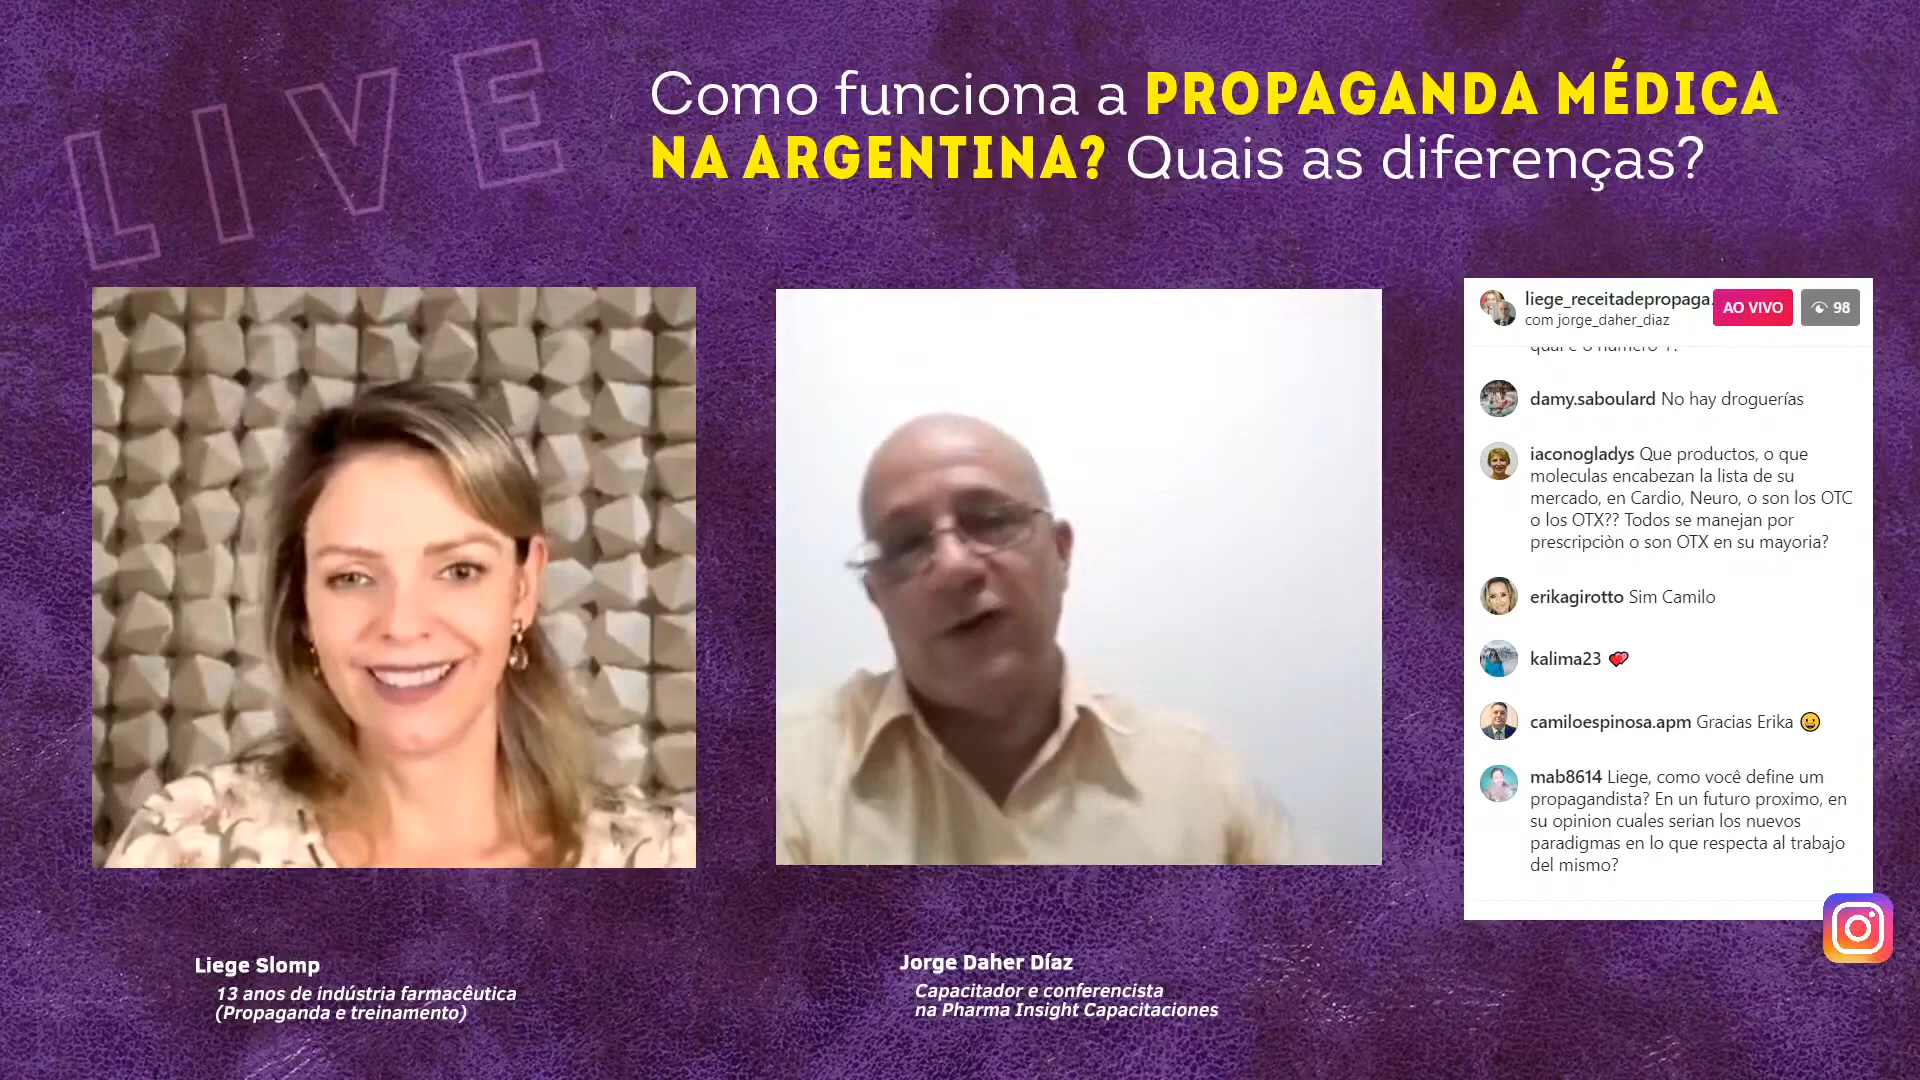 LIVE
Como funciona a PROPAGANDA MÉDICA
NA ARGENTINA? Quais as diferenças?
liege_receitadepropaga.
com jorge_daher_diaz
AO VIVO
98
damy.saboulard No hay droguerías
iaconogladys Que productos, o que
moleculas encabezan la lista de su
mercado, en Cardio, Neuro, o son los OTC
o los OTX?? Todos se manejan por
prescripciòn o son OTX en su mayoria?
erikagirotto Sim Camilo
kalima23 💕
camiloespinosa.apm Gracias Erika 😀
mab8614 Liege, como você define um
propagandista? En un futuro proximo, en
su opinion cuales serian los nuevos
paradigmas en lo que respecta al trabajo
del mismo?
Liege Slomp
13 anos de indústria farmacêutica
(Propaganda e treinamento)
Jorge Daher Díaz
Capacitador e conferencista
na Pharma Insight Capacitaciones